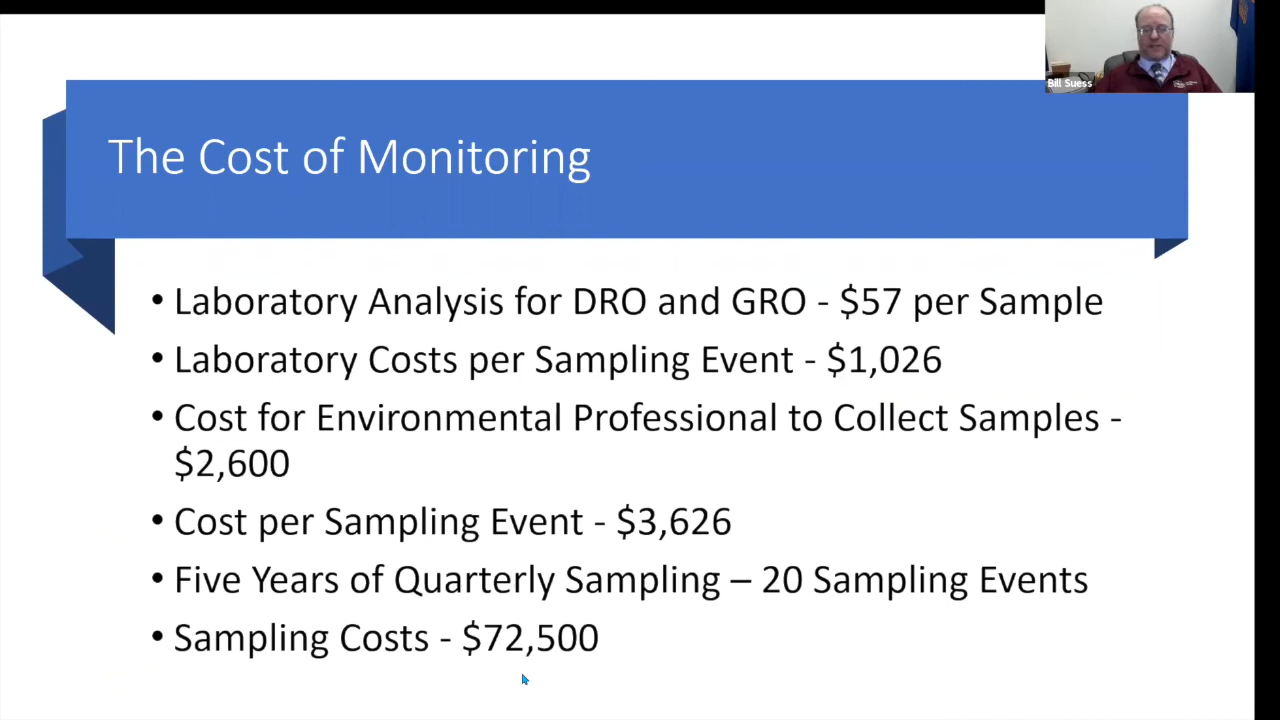 Bill Suess
The Cost of Monitoring
• Laboratory Analysis for DRO and GRO - $57 per Sample
• Laboratory Costs per Sampling Event - $1,026
• Cost for Environmental Professional to Collect Samples -
$2,600
• Cost per Sampling Event - $3,626
• Five Years of Quarterly Sampling – 20 Sampling Events
• Sampling Costs - $72,500